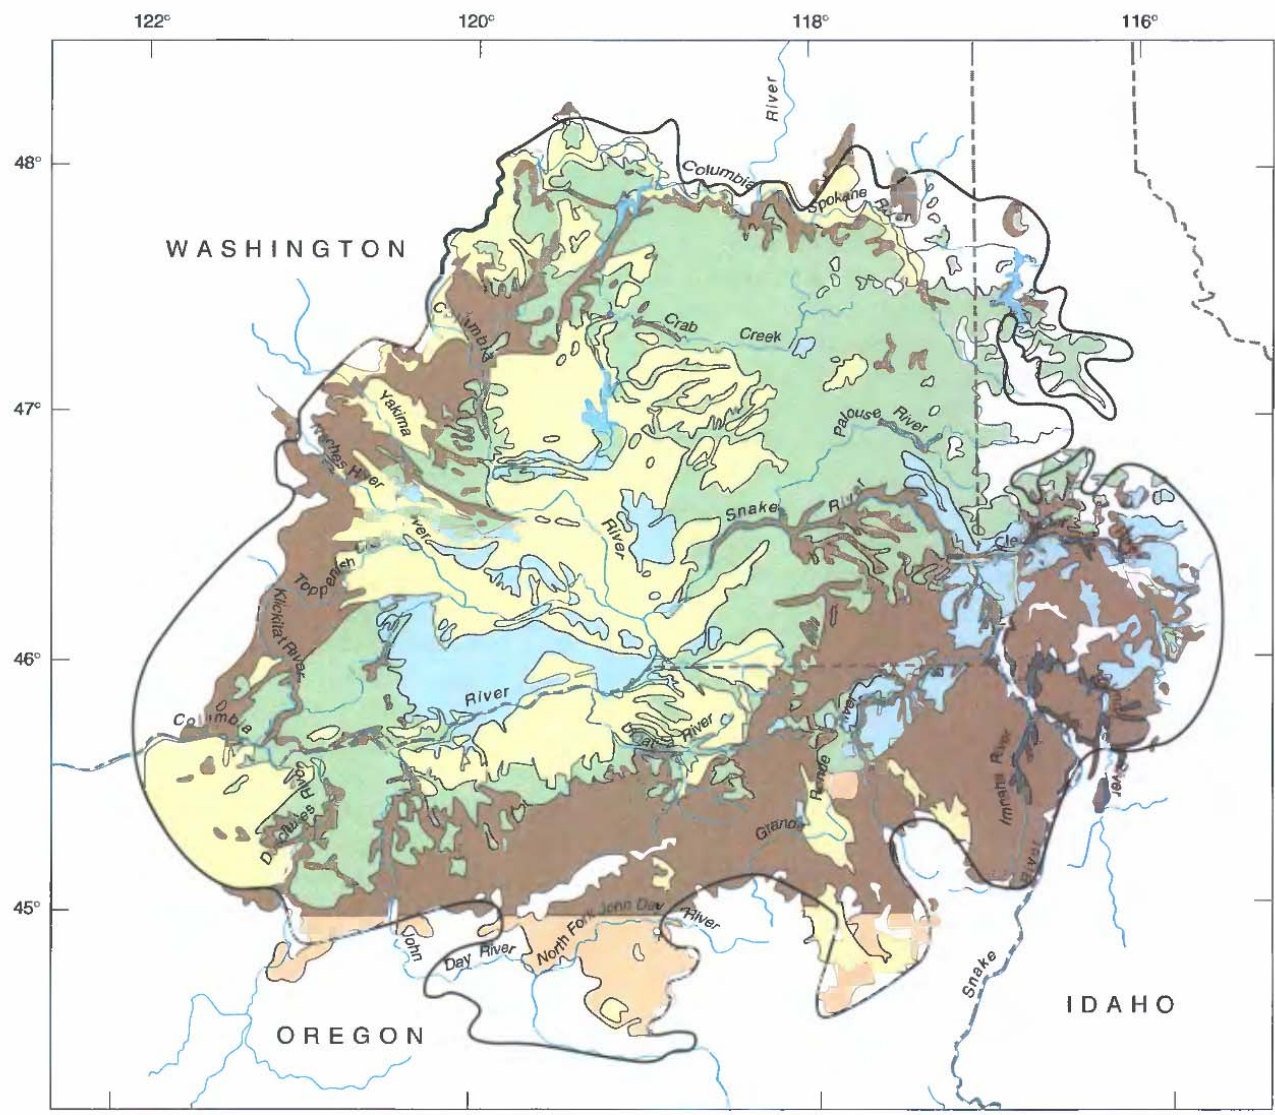 122° 120° 118° 116°
River
48°
Columbia
Spokane
River
WASHINGTON
Columbia
Crab Creek
47°
Yakima
Palouse River
Naches River
Snake River
River
River
Toppenish
Klickitat River
46°
River
Columbia
River
River
Imnaha River
Grande
River
Deschutes River
Grande
River
45°
North Fork John Day River
John Day River
Snake
IDAHO
OREGON